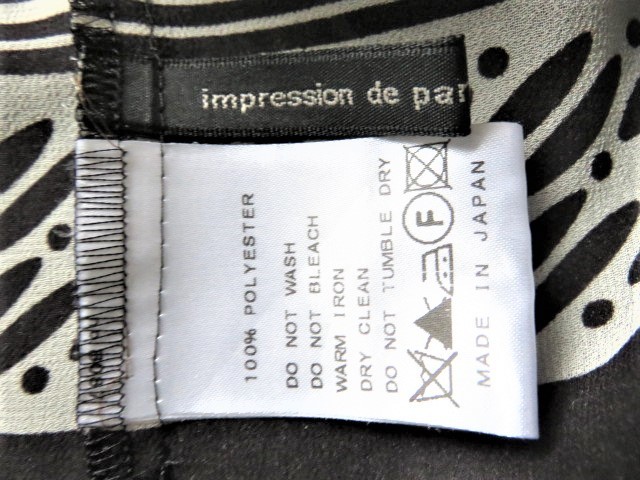 impression de par
100% POLYESTER
DO NOT WASH
DO NOT BLEACH
WARM IRON
DRY CLEAN
DO NOT TUMBLE DRY
F
MADE IN JAPAN